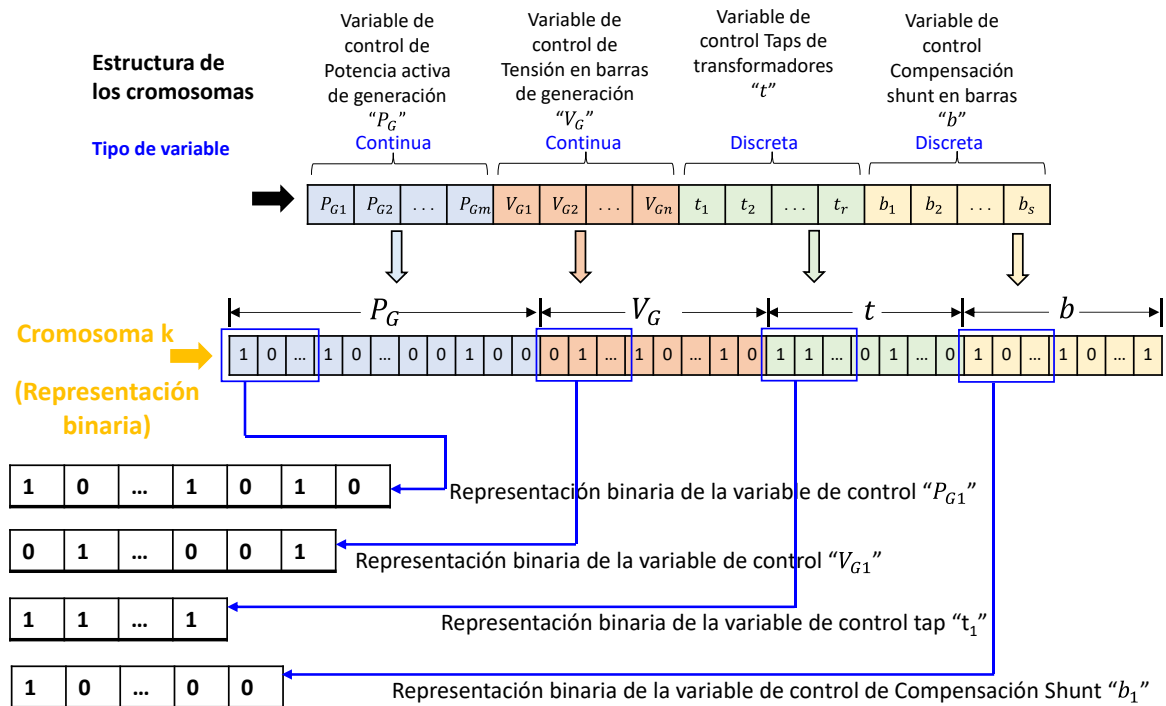 Estructura de
los cromosomas
Tipo de variable
Variable de
control de
Potencia activa
de generación
“P_G”
Continua
Variable de
control de
Tensión en barras
de generación
“V_G”
Continua
Variable de
control Taps de
transformadores
“t”
Discreta
Variable de
control
Compensación
shunt en barras
“b”
Discreta
P_G1 P_G2 ... P_Gm V_G1 V_G2 ... V_Gn t_1 t_2 ... t_r b_1 b_2 ... b_s
P_G V_G t b
Cromosoma k
(Representación
binaria)
1 0 ... 1 0 ... 0 0 1 0 0 0 1 ... 1 0 ... 1 0 1 1 ... 0 1 ... 0 1 0 ... 1 0 ... 1
1 0 ... 1 0 1 0
Representación binaria de la variable de control “P_G1”
0 1 ... 0 0 1
Representación binaria de la variable de control “V_G1”
1 1 ... 1
Representación binaria de la variable de control tap “t_1”
1 0 ... 0 0
Representación binaria de la variable de control de Compensación Shunt “b_1”